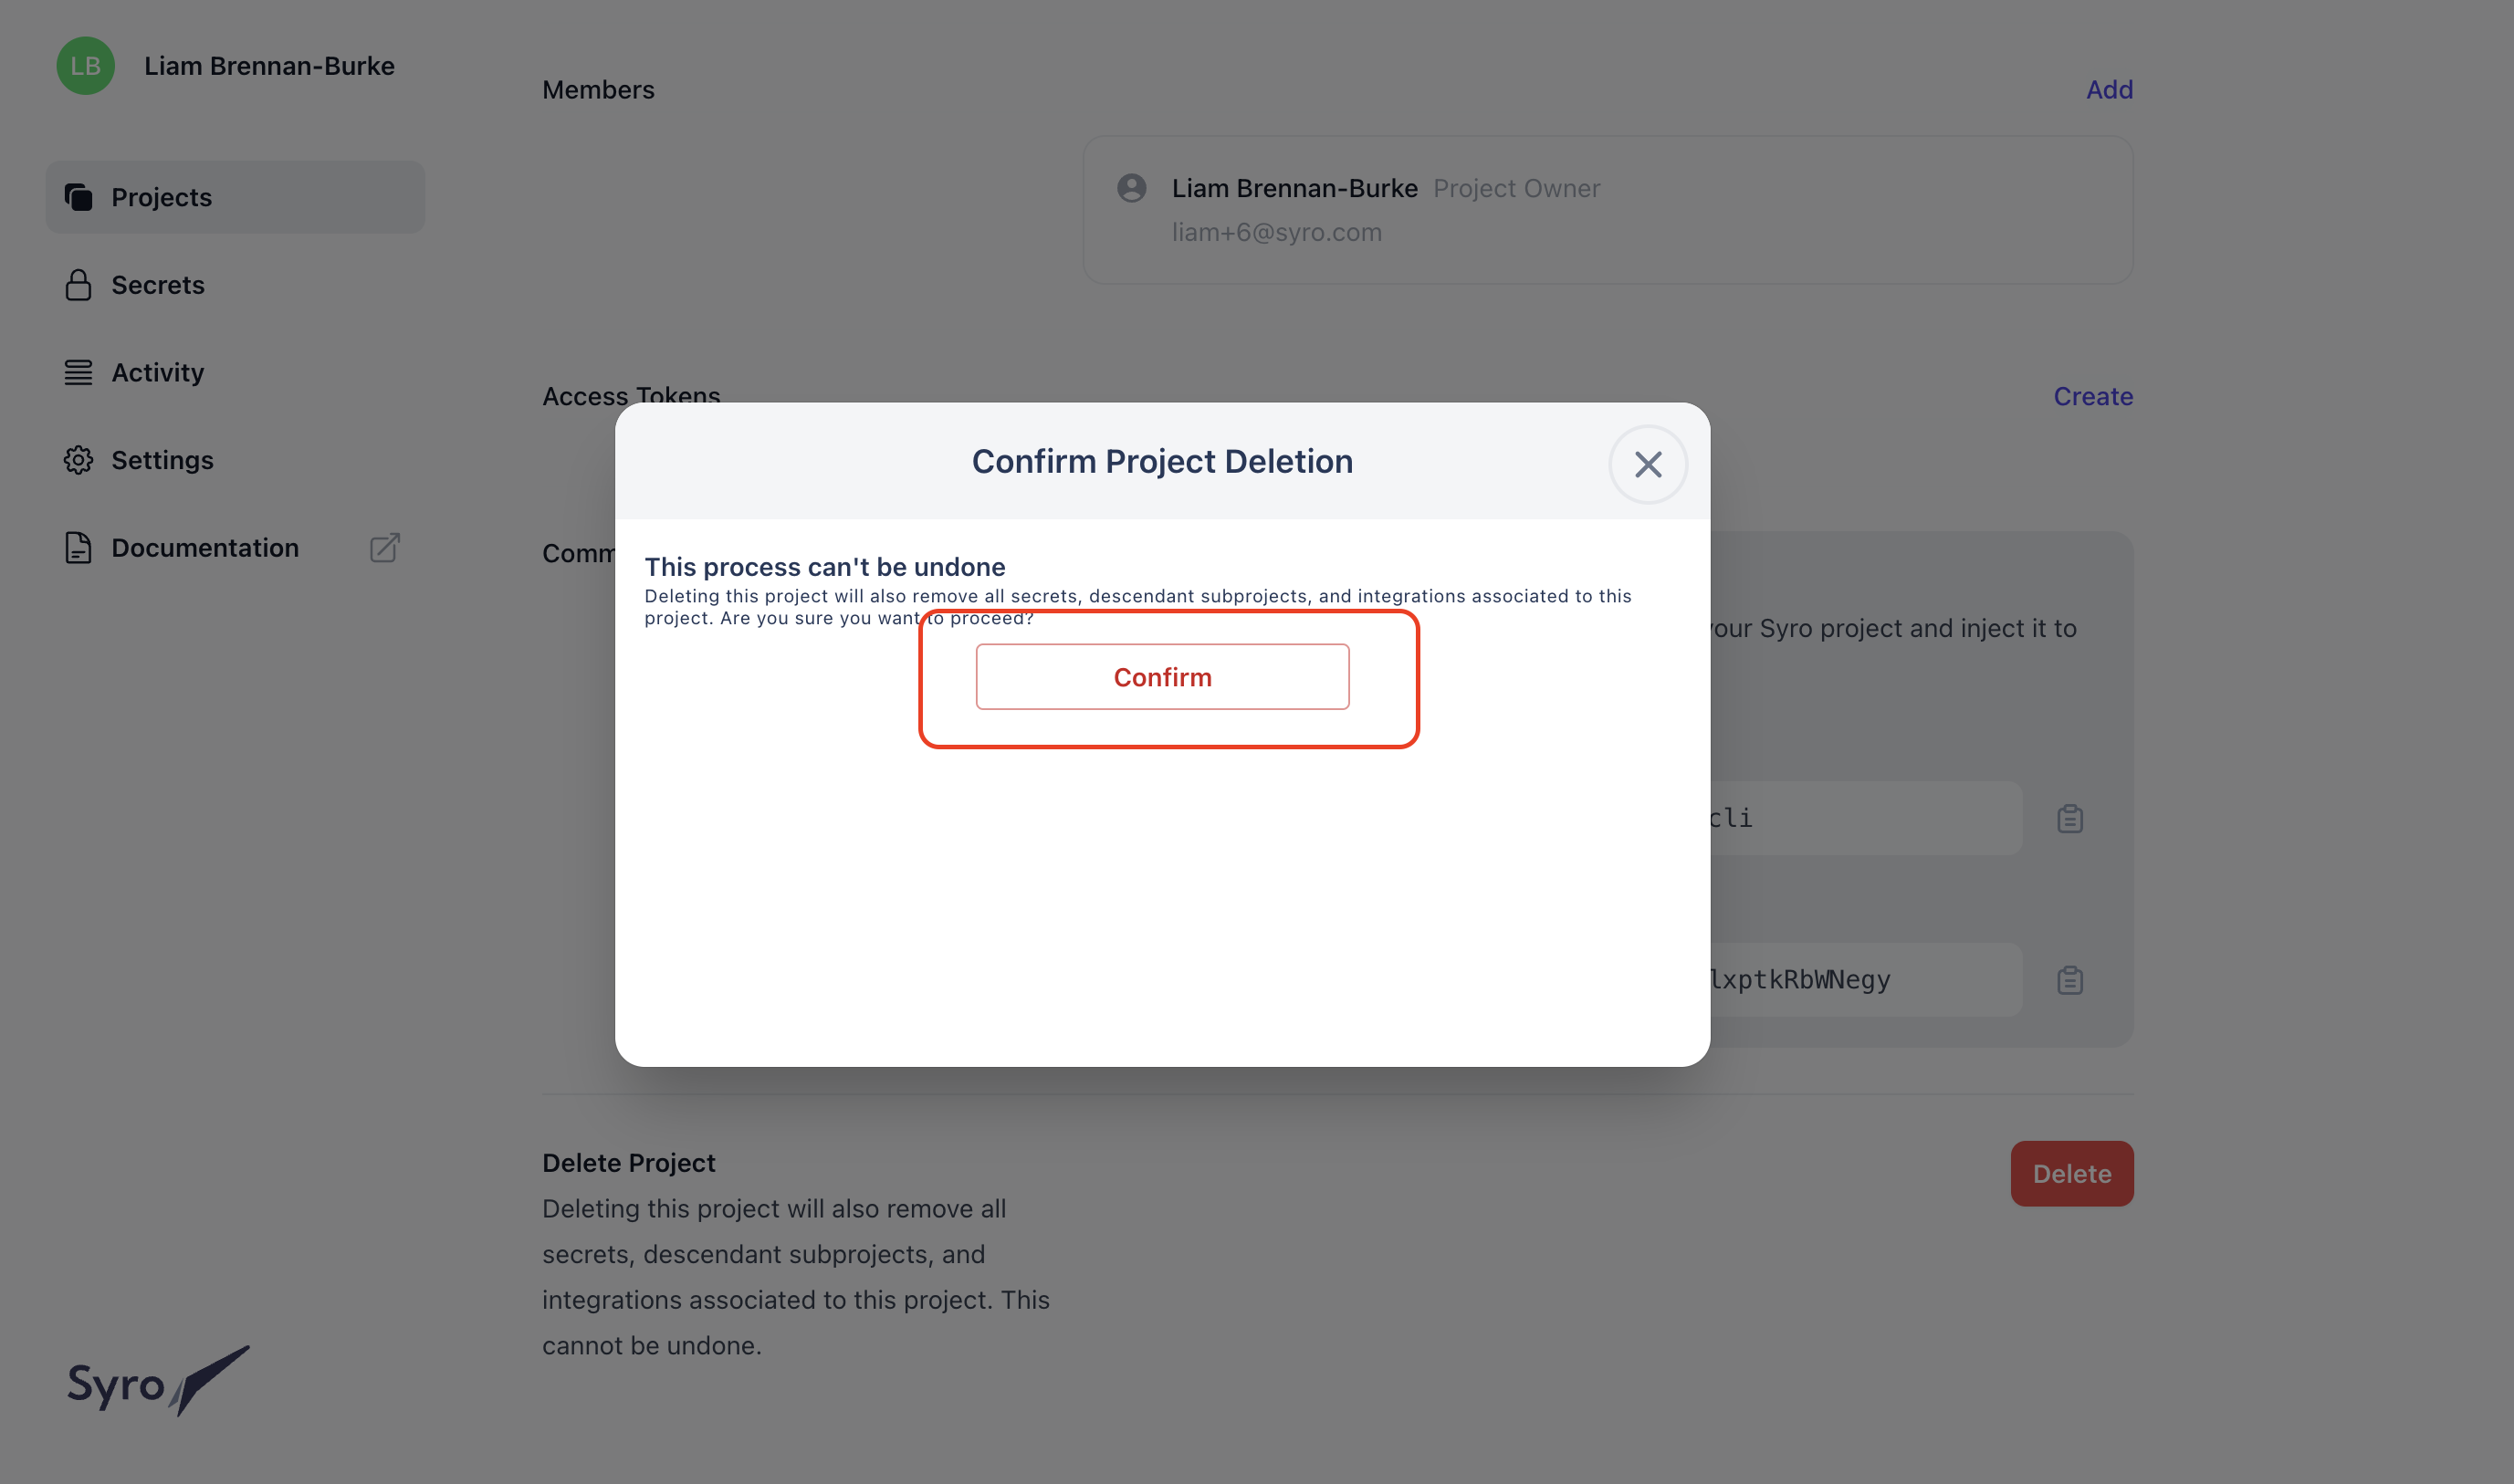 LB
Liam Brennan-Burke
Projects
Secrets
Activity
Settings
Documentation
Syro
Members
Add
Liam Brennan-Burke Project Owner
liam+6@syro.com
Access Tokens
Create
Confirm Project Deletion
This process can't be undone
Deleting this project will also remove all secrets, descendant subprojects, and integrations associated to this
project. Are you sure you want to proceed?
Confirm
Syro project and inject it to
cli
lxptkRbWNegy
Delete Project
Delete
Deleting this project will also remove all
secrets, descendant subprojects, and
integrations associated to this project. This
cannot be undone.